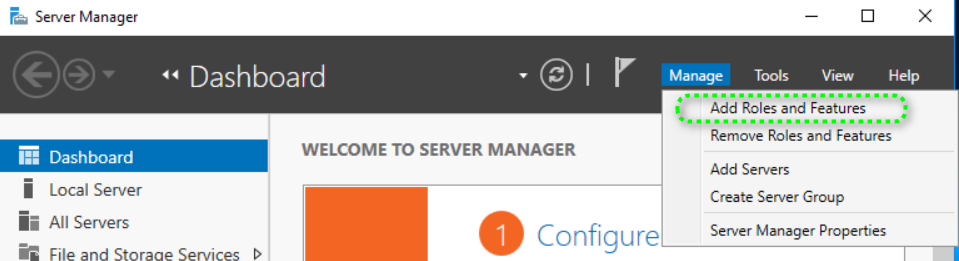 Server Manager
Dashboard
Manage Tools View Help
Add Roles and Features
Remove Roles and Features
Add Servers
Create Server Group
Server Manager Properties
Dashboard
Local Server
All Servers
File and Storage Services
WELCOME TO SERVER MANAGER
1 Configure